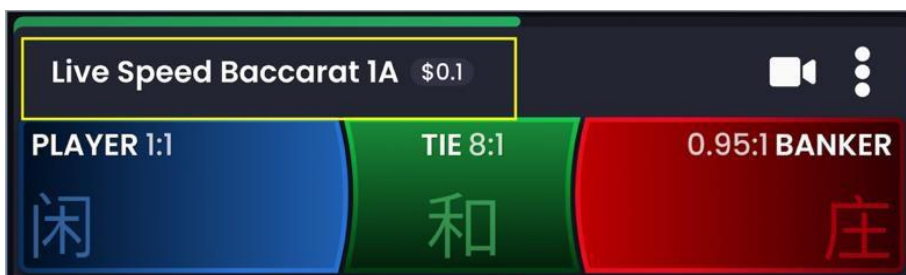 Live Speed Baccarat 1A $0.1
PLAYER 1:1 TIE 8:1 0.95:1 BANKER
闲 和 庄